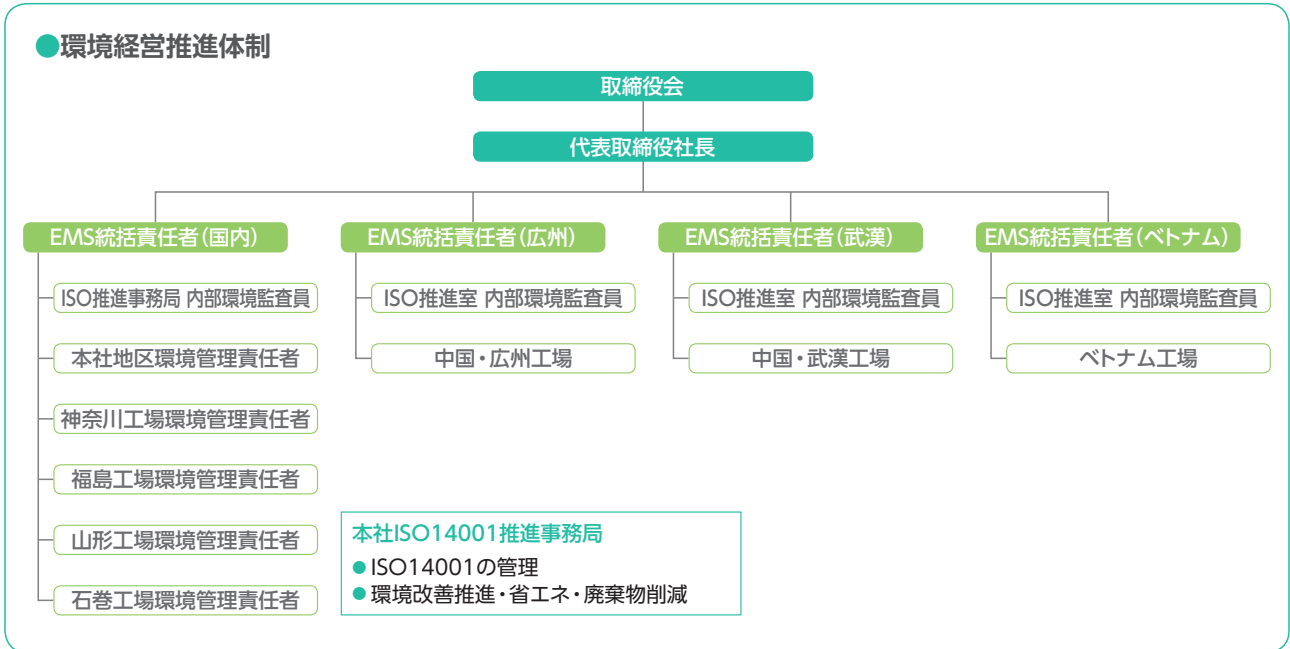 ●環境経営推進体制
取締役会
代表取締役社長
EMS統括責任者(国内)
ISO推進事務局 内部環境監査員
本社地区環境管理責任者
神奈川工場環境管理責任者
福島工場環境管理責任者
山形工場環境管理責任者
石巻工場環境管理責任者
EMS統括責任者(広州)
ISO推進室 内部環境監査員
中国・広州工場
EMS統括責任者(武漢)
ISO推進室 内部環境監査員
中国・武漢工場
EMS統括責任者(ベトナム)
ISO推進室 内部環境監査員
ベトナム工場
本社ISO14001推進事務局
●ISO14001の管理
●環境改善推進・省エネ・廃棄物削減